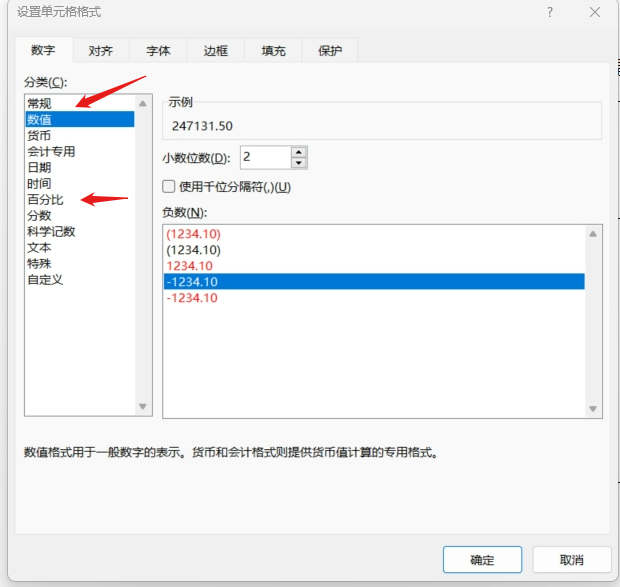 设置单元格格式 ? ×
数字 对齐 字体 边框 填充 保护
分类(C):
常规
数值
货币
会计专用
日期
时间
百分比
分数
科学记数
文本
特殊
自定义
示例
247131.50
小数位数(D): 2
使用千位分隔符(,)(U)
负数(N):
(1234.10)
(1234.10)
1234.10
-1234.10
-1234.10
数值格式用于一般数字的表示。货币和会计格式则提供货币值计算的专用格式。
确定 取消